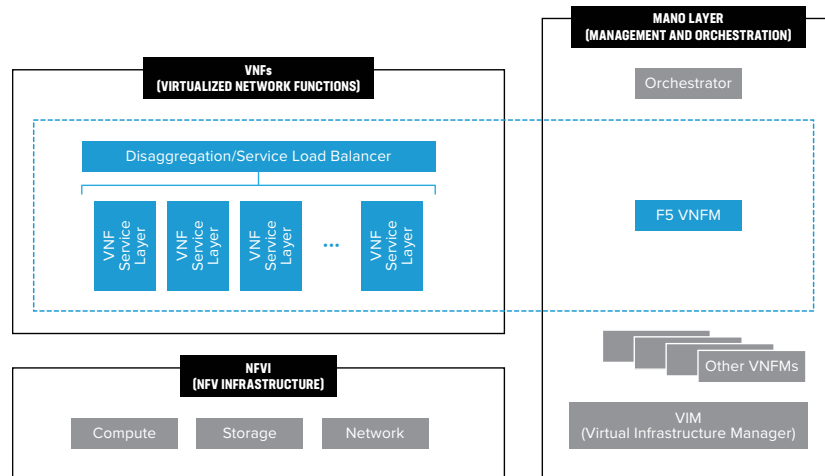 MANO LAYER
(MANAGEMENT AND ORCHESTRATION)
Orchestrator
VNFs
(VIRTUALIZED NETWORK FUNCTIONS)
Disaggregation/Service Load Balancer
VNF
Service
Layer
VNF
Service
Layer
VNF
Service
Layer
...
VNF
Service
Layer
F5 VNFM
Other VNFMs
VIM
(Virtual Infrastructure Manager)
NFVI
(NFV INFRASTRUCTURE)
Compute
Storage
Network